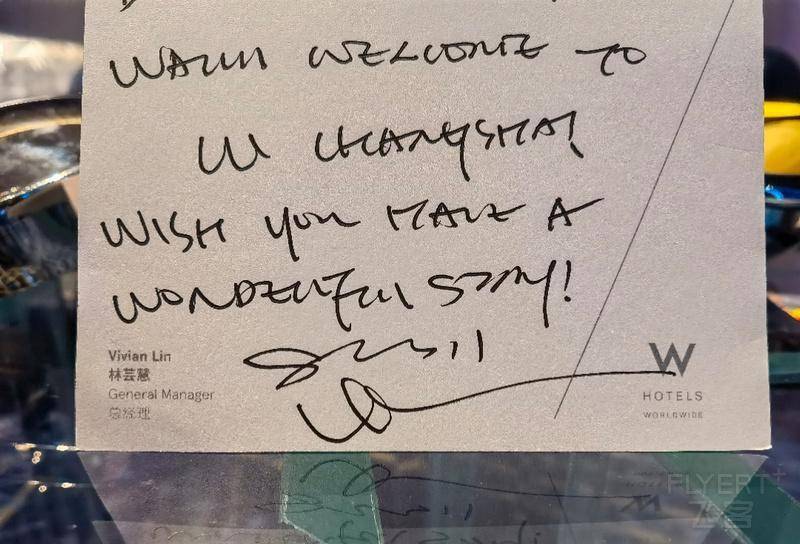 WARM WELCOME TO
W CHANGSHA!
WISH YOU HAVE A
WONDERFUL STAY!
Vivian Lin
林芸慧
General Manager
总经理
W
HOTELS
WORLDWIDE
FLYERT+
飞客